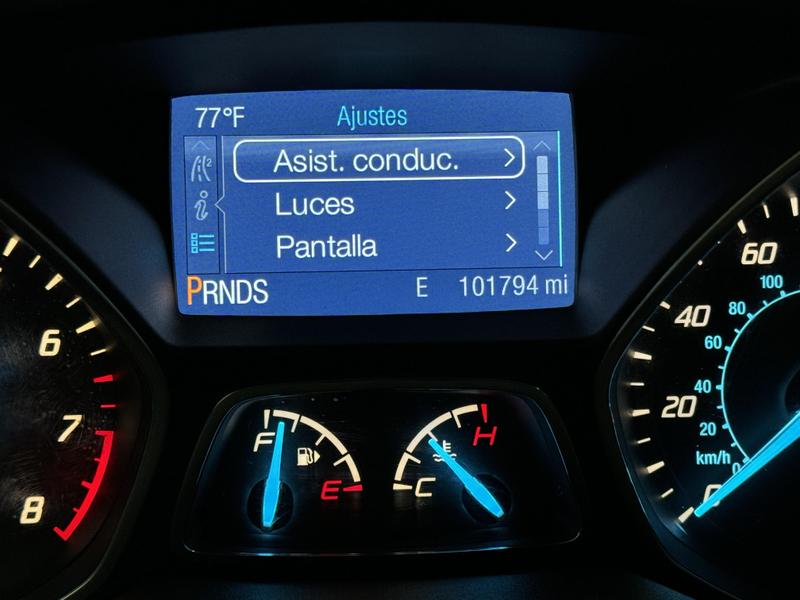 77°F Ajustes
Asist. conduc.
Luces
Pantalla
PRNDS E 101794 mi
6
7
8
F
E
C
H
60
40
20
0
100
80
60
40
20
km/h
0